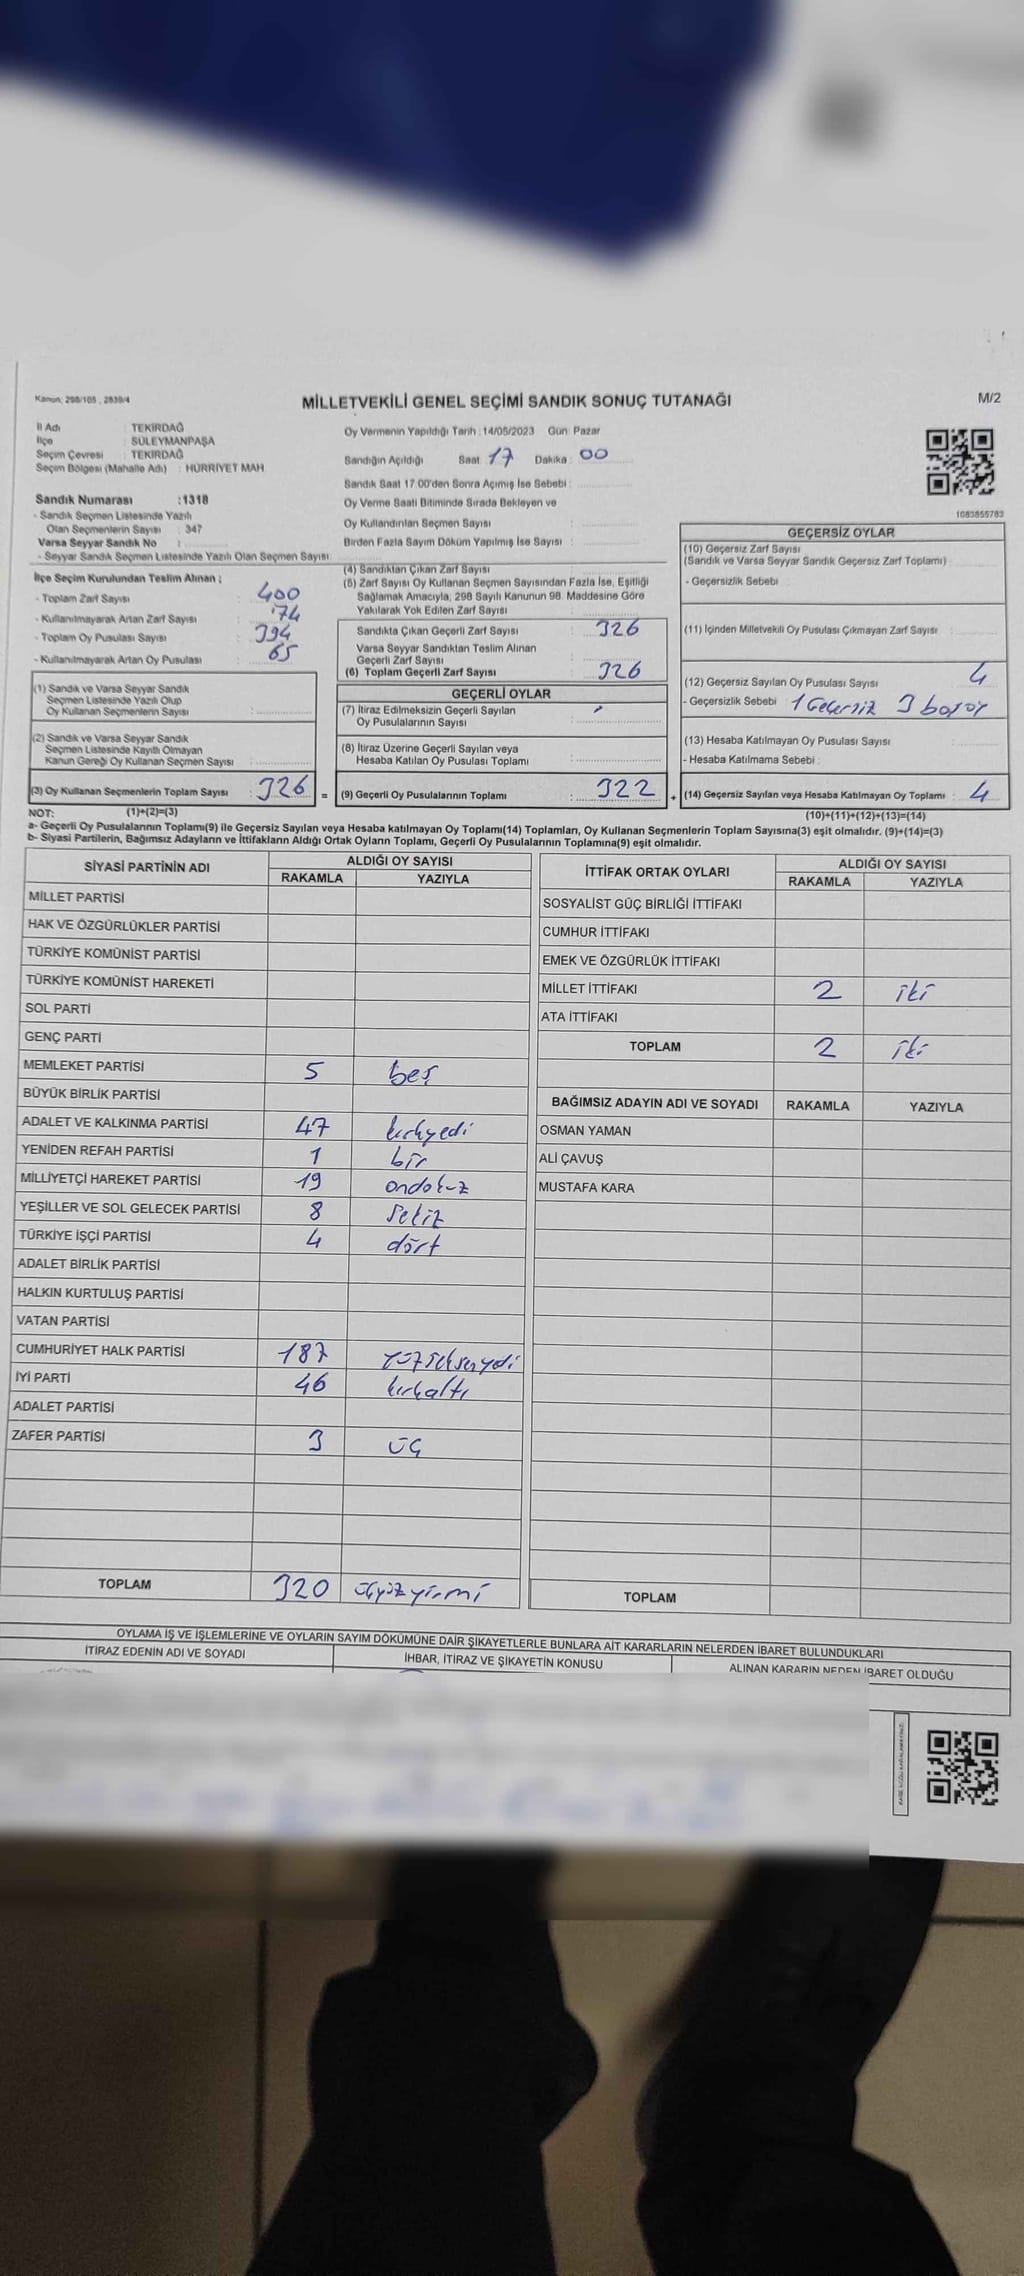 Kanun; 298/105 , 2839/4
MİLLETVEKİLİ GENEL SEÇİMİ SANDIK SONUÇ TUTANAĞI
M/2
İl Adı : TEKİRDAĞ
İlçe : SÜLEYMANPAŞA
Seçim Çevresi : TEKİRDAĞ
Seçim Bölgesi (Mahalle Adı) : HÜRRİYET MAH
Sandık Numarası :1318
- Sandık Seçmen Listesinde Yazılı
Olan Seçmenlerin Sayısı : 347
Varsa Seyyar Sandık No :
- Seyyar Sandık Seçmen Listesinde Yazılı Olan Seçmen Sayısı:
İlçe Seçim Kurulundan Teslim Alınan ;
- Toplam Zarf Sayısı : 400
- Kullanılmayarak Artan Zarf Sayısı : 74
- Toplam Oy Pusulası Sayısı : 394
- Kullanılmayarak Artan Oy Pusulası : 65
(1) Sandık ve Varsa Seyyar Sandık
Seçmen Listesinde Yazılı Olup
Oy Kullanan Seçmenlerin Sayısı :
(2) Sandık ve Varsa Seyyar Sandık
Seçmen Listesinde Kayıtlı Olmayan
Kanun Gereği Oy Kullanan Seçmen Sayısı :
(3) Oy Kullanan Seçmenlerin Toplam Sayısı : 326 =
Oy Vermenin Yapıldığı Tarih :14/05/2023 Gün: Pazar
Sandığın Açıldığı Saat: 17 Dakika : 00
Sandık Saat 17:00'den Sonra Açımış İse Sebebi :
Oy Verme Saati Bitiminde Sırada Bekleyen ve
Oy Kullandırılan Seçmen Sayısı :
Birden Fazla Sayım Döküm Yapılmış İse Sayısı :
(4) Sandıktan Çıkan Zarf Sayısı :
(5) Zarf Sayısı Oy Kullanan Seçmen Sayısından Fazla İse, Eşitliği
Sağlamak Amacıyla, 298 Sayılı Kanunun 98. Maddesine Göre
Yakılarak Yok Edilen Zarf Sayısı :
Sandıkta Çıkan Geçerli Zarf Sayısı : 326
Varsa Seyyar Sandıktan Teslim Alınan
Geçerli Zarf Sayısı :
(6) Toplam Geçerli Zarf Sayısı : 326
GEÇERLİ OYLAR
(7) İtiraz Edilmeksizin Geçerli Sayılan
Oy Pusulalarının Sayısı :
(8) İtiraz Üzerine Geçerli Sayılan veya
Hesaba Katılan Oy Pusulası Toplamı :
(9) Geçerli Oy Pusulalarının Toplamı : 322 +
1083855763
GEÇERSİZ OYLAR
(10) Geçersiz Zarf Sayısı
(Sandık ve Varsa Seyyar Sandık Geçersiz Zarf Toplamı) :
- Geçersizlik Sebebi :
(11) İçinden Milletvekili Oy Pusulası Çıkmayan Zarf Sayısı :
(12) Geçersiz Sayılan Oy Pusulası Sayısı : 4
- Geçersizlik Sebebi : 1 Geçersiz 3
(13) Hesaba Katılmayan Oy Pusulası Sayısı :
- Hesaba Katılmama Sebebi :
(14) Geçersiz Sayılan veya Hesaba Katılmayan Oy Toplamı : 4
NOT: (1)+(2)=(3)
(10)+(11)+(12)+(13)=(14)
a- Geçerli Oy Pusulalarının Toplamı(9) ile Geçersiz Sayılan veya Hesaba katılmayan Oy Toplamı(14) Toplamları, Oy Kullanan Seçmenlerin Toplam Sayısına(3) eşit olmalıdır. (9)+(14)=(3)
b- Siyasi Partilerin, Bağımsız Adayların ve İttifakların Aldığı Ortak Oyların Toplamı, Geçerli Oy Pusulalarının Toplamına(9) eşit olmalıdır.
SİYASİ PARTİNİN ADI ALDIĞI OY SAYISI
RAKAMLA YAZIYLA
MİLLET PARTİSİ
HAK VE ÖZGÜRLÜKLER PARTİSİ
TÜRKİYE KOMÜNİST PARTİSİ
TÜRKİYE KOMÜNİST HAREKETİ
SOL PARTİ
GENÇ PARTİ
MEMLEKET PARTİSİ 5 beş
BÜYÜK BİRLİK PARTİSİ
ADALET VE KALKINMA PARTİSİ 47 kırkyedi
YENİDEN REFAH PARTİSİ 1 bir
MİLLİYETÇİ HAREKET PARTİSİ 19 ondokuz
YEŞİLLER VE SOL GELECEK PARTİSİ 8 sekiz
TÜRKİYE İŞÇİ PARTİSİ 4 dört
ADALET BİRLİK PARTİSİ
HALKIN KURTULUŞ PARTİSİ
VATAN PARTİSİ
CUMHURİYET HALK PARTİSİ 187 yüzseksenyedi
İYİ PARTİ 46 kırkaltı
ADALET PARTİSİ
ZAFER PARTİSİ 3 üç
TOPLAM 320 üçyüzyirmi
İTTİFAK ORTAK OYLARI ALDIĞI OY SAYISI
RAKAMLA YAZIYLA
SOSYALİST GÜÇ BİRLİĞİ İTTİFAKI
CUMHUR İTTİFAKI
EMEK VE ÖZGÜRLÜK İTTİFAKI
MİLLET İTTİFAKI 2 iki
ATA İTTİFAKI
TOPLAM 2 iki
BAĞIMSIZ ADAYIN ADI VE SOYADI RAKAMLA YAZIYLA
OSMAN YAMAN
ALİ ÇAVUŞ
MUSTAFA KARA
TOPLAM
OYLAMA İŞ VE İŞLEMLERİNE VE OYLARIN SAYIM DÖKÜMÜNE DAİR ŞİKAYETLERLE BUNLARA AİT KARARLARIN NELERDEN İBARET BULUNDUKLARI
İTİRAZ EDENİN ADI VE SOYADI İHBAR, İTİRAZ VE ŞİKAYETİN KONUSU ALINAN KARARIN NEDEN İBARET OLDUĞU